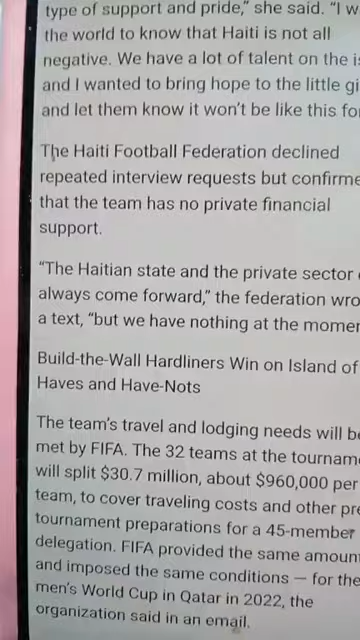 type of support and pride,” she said. “I w
the world to know that Haiti is not all
negative. We have a lot of talent on the i
and I wanted to bring hope to the little gi
and let them know it won’t be like this fo
The Haiti Football Federation declined
repeated interview requests but confirme
that the team has no private financial
support.
“The Haitian state and the private sector
always come forward,” the federation wro
a text, “but we have nothing at the momen
Build-the-Wall Hardliners Win on Island of
Haves and Have-Nots
The team’s travel and lodging needs will b
met by FIFA. The 32 teams at the tournam
will split $30.7 million, about $960,000 per
team, to cover traveling costs and other pre
tournament preparations for a 45-member
delegation. FIFA provided the same amoun
and imposed the same conditions — for the
men’s World Cup in Qatar in 2022, the
organization said in an email.